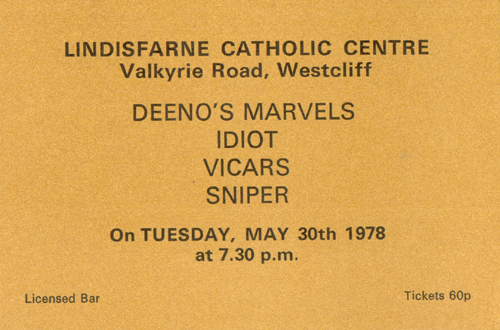 LINDISFARNE CATHOLIC CENTRE
Valkyrie Road, Westcliff
DEENO'S MARVELS
IDIOT
VICARS
SNIPER
On TUESDAY, MAY 30th 1978
at 7.30 p.m.
Licensed Bar
Tickets 60p